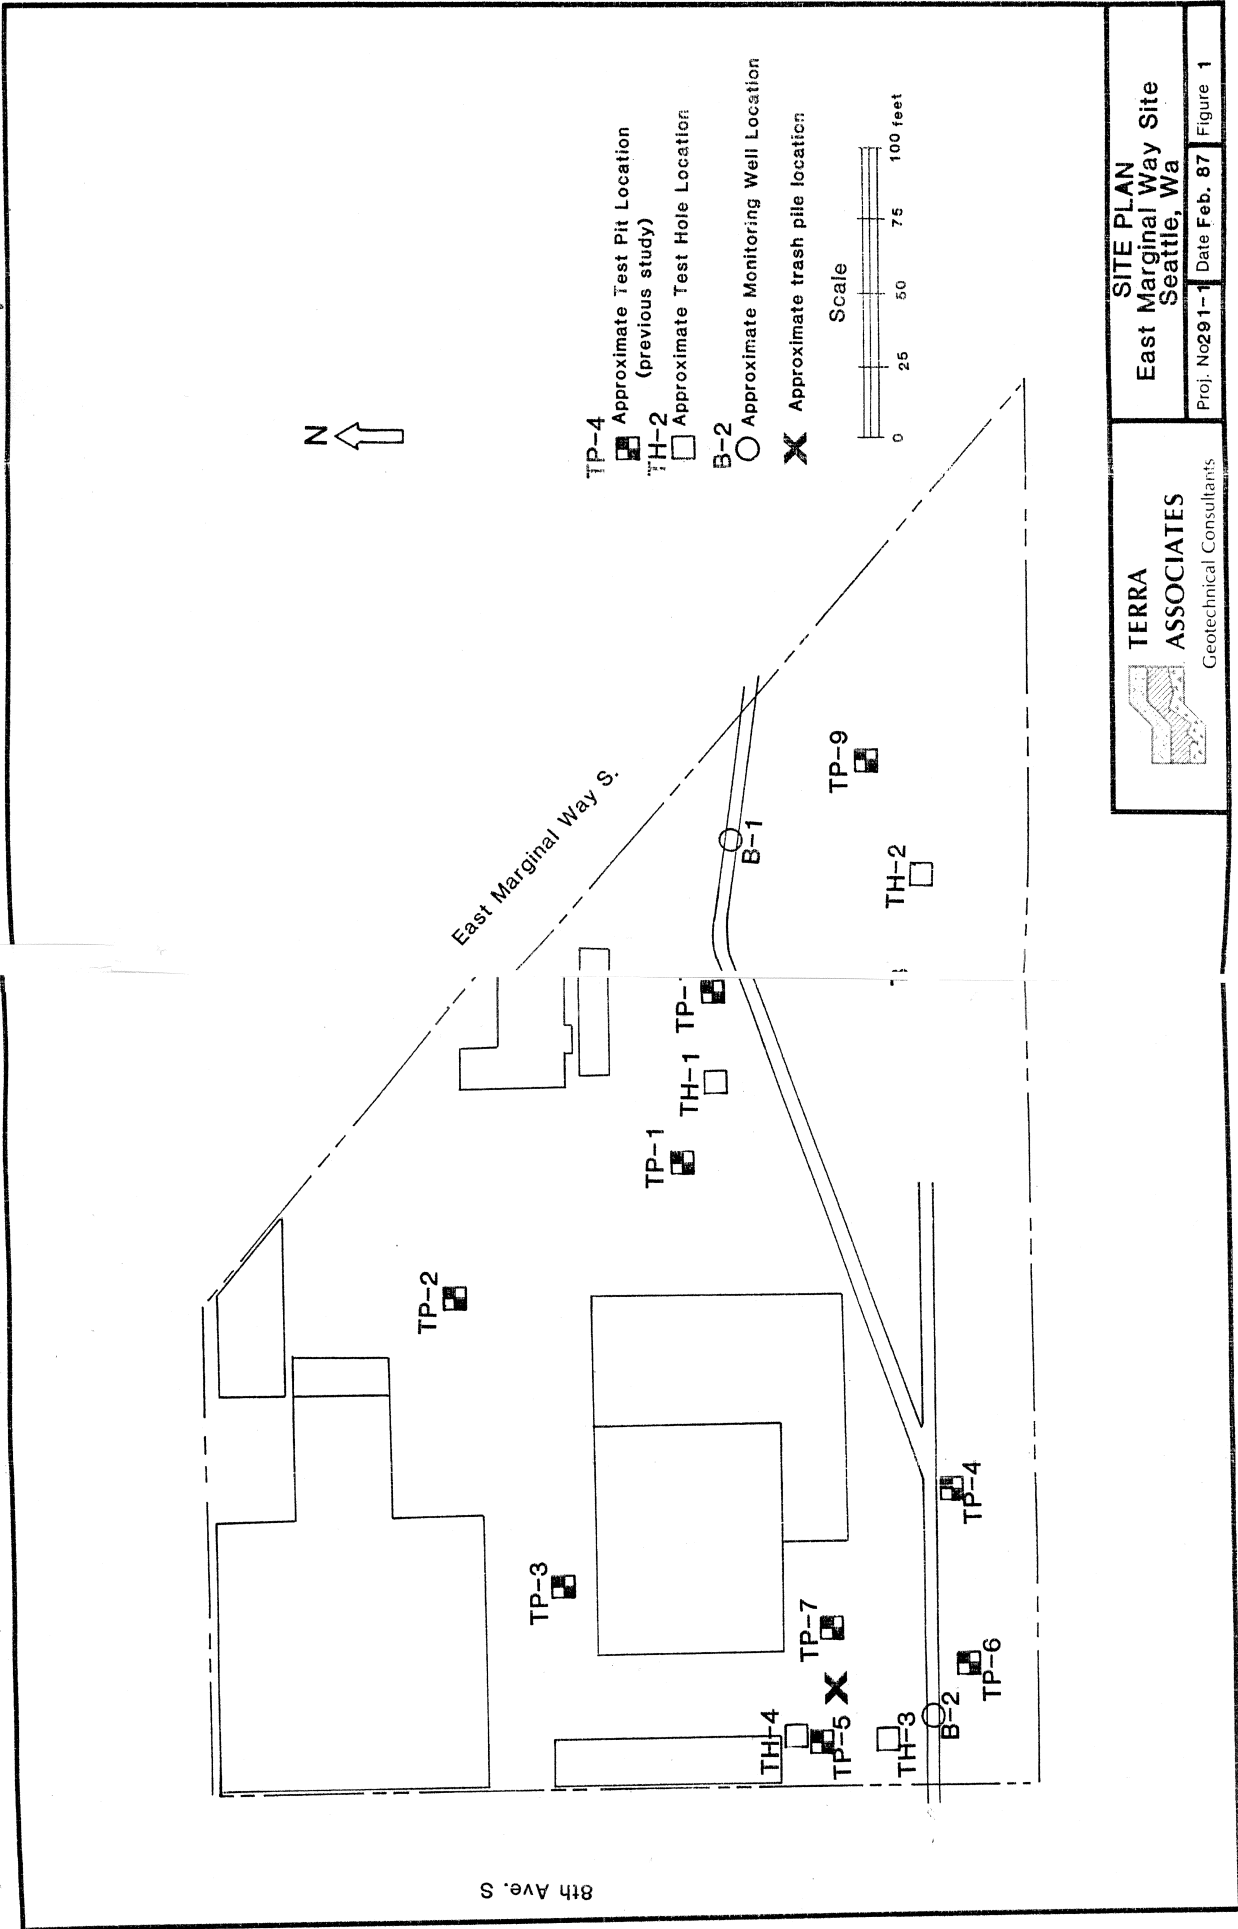 N
TP-4
Approximate Test Pit Location
(previous study)
TH-2
Approximate Test Hole Location
B-2
Approximate Monitoring Well Location
X Approximate trash pile location
Scale
0 25 50 75 100 feet
East Marginal Way S.
8th Ave. S
TP-2
TP-3
TP-1
TH-1
TP-
B-1
TP-9
TH-2
TP-7
X
TH-4
TP-5
TH-3
B-2
TP-6
TP-4
TERRA
ASSOCIATES
Geotechnical Consultants
SITE PLAN
East Marginal Way Site
Seattle, Wa
Proj. No291-1 Date Feb. 87 Figure 1